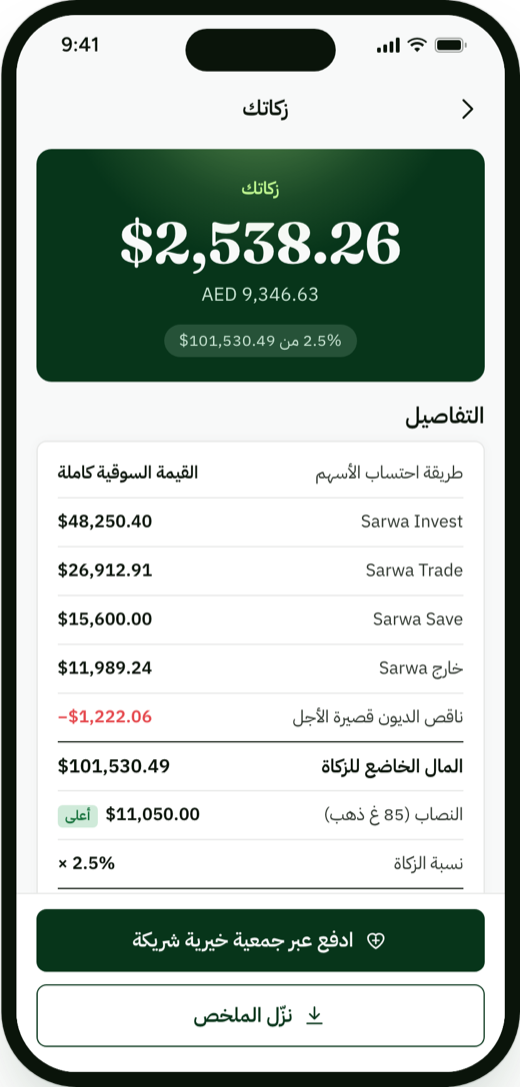 9:41
زكاتك
زكاتك
$2,538.26
AED 9,346.63
2.5% من $101,530.49
التفاصيل
طريقة احتساب الأسهم القيمة السوقية كاملة
Sarwa Invest $48,250.40
Sarwa Trade $26,912.91
Sarwa Save $15,600.00
خارج Sarwa $11,989.24
ناقص الديون قصيرة الأجل −$1,222.06
المال الخاضع للزكاة $101,530.49
النصاب (85 غ ذهب) $11,050.00 أعلى
نسبة الزكاة × 2.5%
ادفع عبر جمعية خيرية شريكة
نزّل الملخص